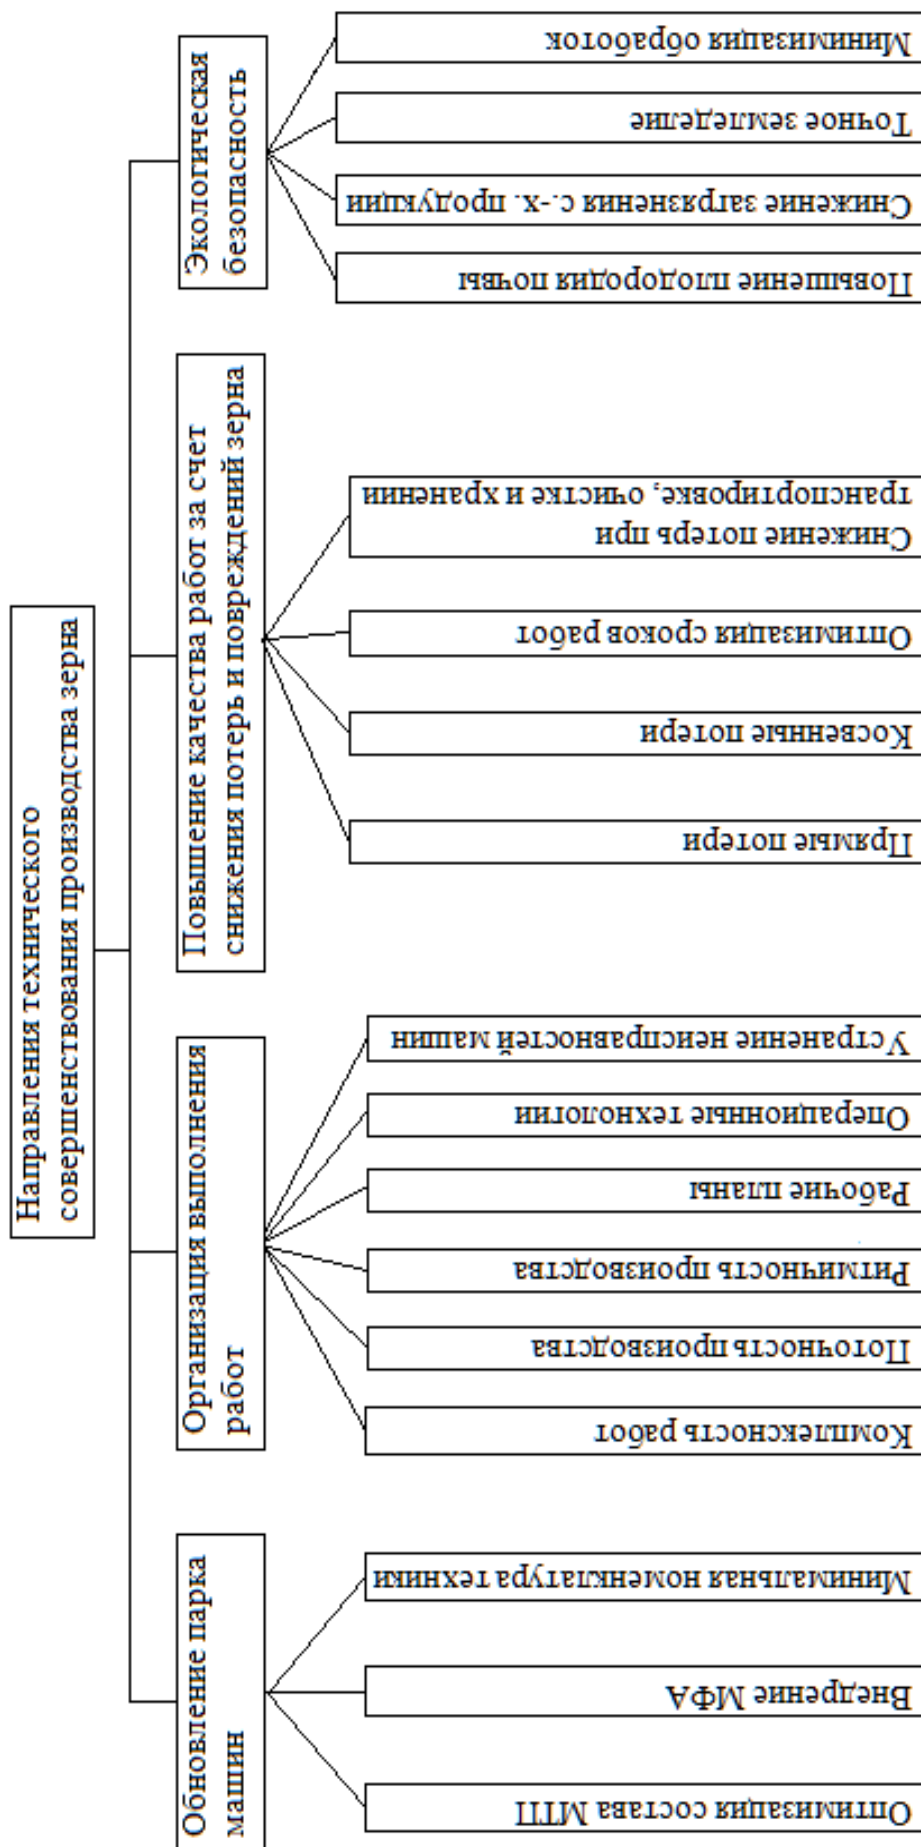 Направления технического
совершенствования производства зерна
Обновление парка
машин
Оптимизация состава МТП
Внедрение МФА
Минимальная номенклатура техники
Организация выполнения
работ
Комплексность работ
Поточность производства
Ритмичность производства
Рабочие планы
Операционные технологии
Устранение неисправностей машин
Повышение качества работ за счет
снижения потерь и повреждений зерна
Прямые потери
Косвенные потери
Оптимизация сроков работ
Снижение потерь при
транспортировке, очистке и хранении
Экологическая
безопасность
Повышение плодородия почвы
Снижение загрязнения с.-х. продукции
Точное земледелие
Минимизация обработок